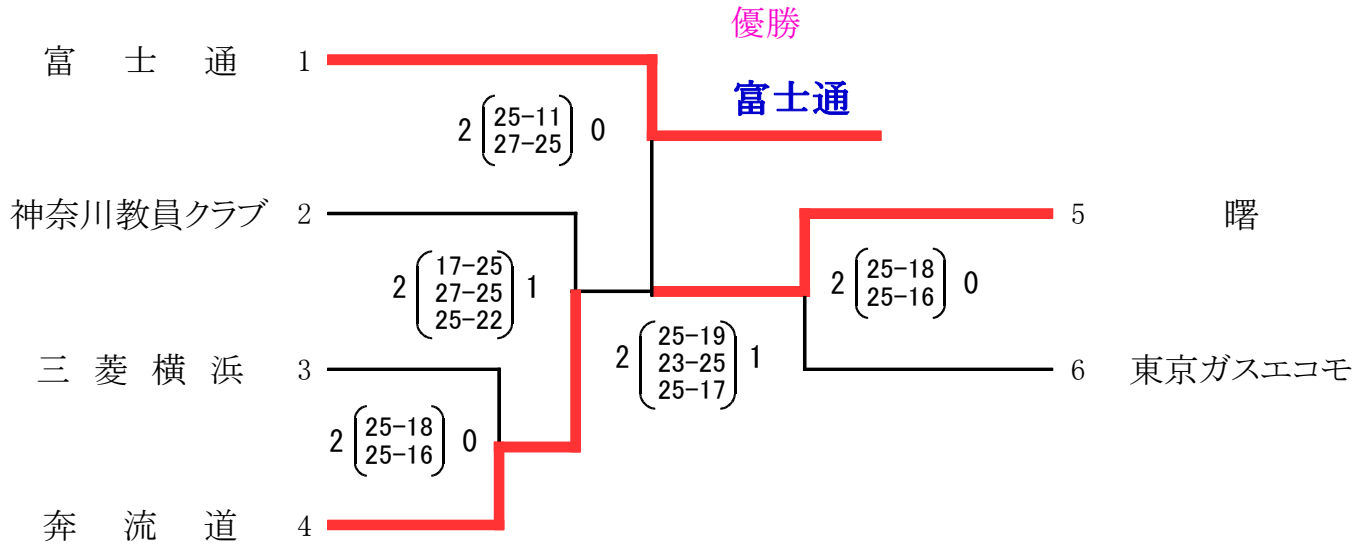 優勝
富士通 1
富士通
2 25-11 0
27-25
神奈川教員クラブ 2
5 曙
2 17-25 1
27-25
25-22
2 25-18 0
25-16
三菱横浜 3
2 25-19 1
23-25
25-17
6 東京ガスエコモ
2 25-18 0
25-16
奔流道 4